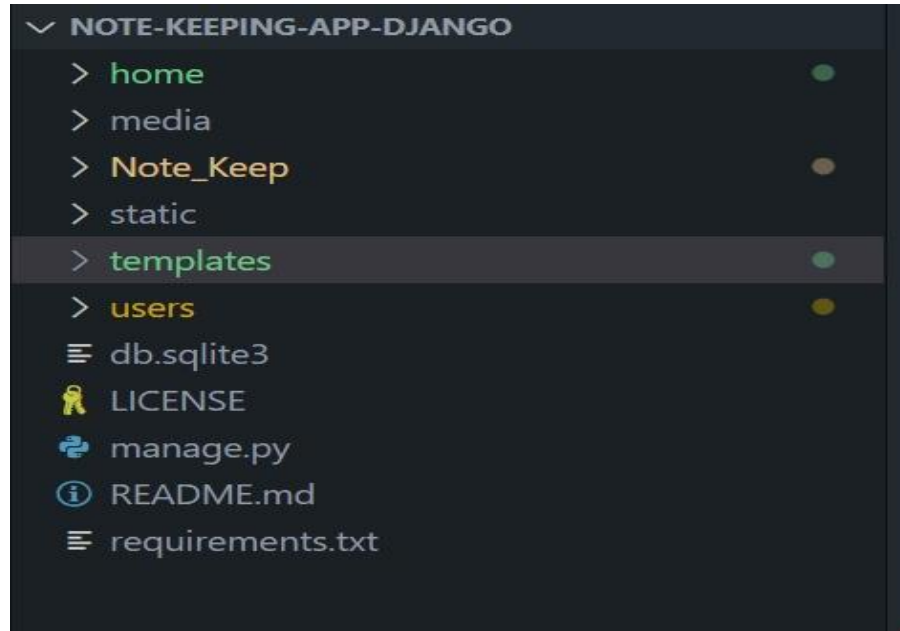 NOTE-KEEPING-APP-DJANGO
home
media
Note_Keep
static
templates
users
db.sqlite3
LICENSE
manage.py
README.md
requirements.txt